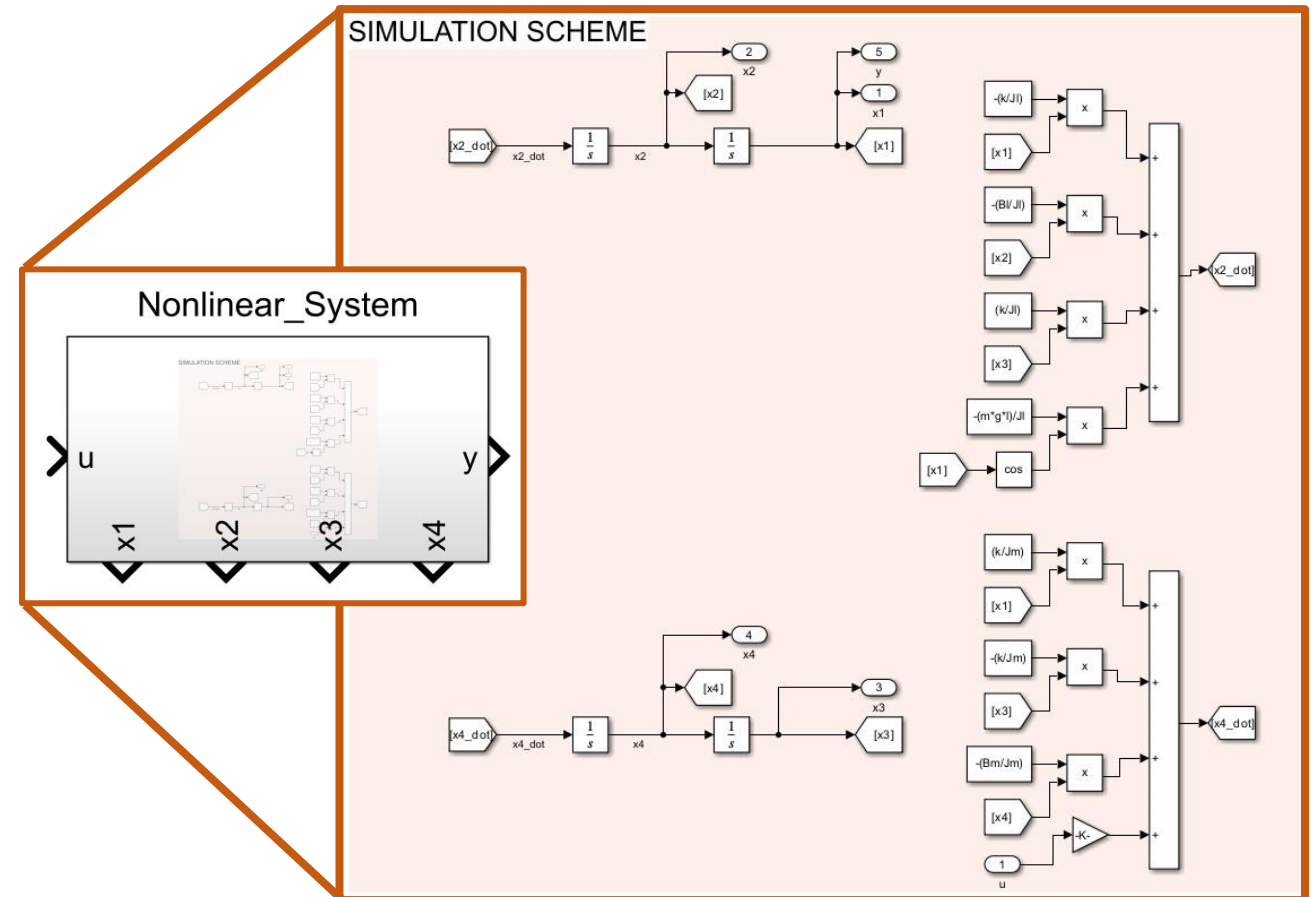 SIMULATION SCHEME
2
x2
[x2]
5
y
1
x1
[x1]
[x2_dot]
x2_dot
1
s
x2
1
s
-(k/Jl)
x
[x1]
+
-(Bl/Jl)
x
[x2]
+
[x2_dot]
(k/Jl)
x
[x3]
+
-(m*g*l)/Jl
x
+
[x1]
cos
Nonlinear_System
SIMULATION SCHEME
u
y
x1
x2
x3
x4
(k/Jm)
x
[x1]
+
-(k/Jm)
x
[x3]
+
[x4_dot]
-(Bm/Jm)
x
[x4]
+
-K-
+
1
u
4
x4
[x4]
3
x3
[x3]
[x4_dot]
x4_dot
1
s
x4
1
s